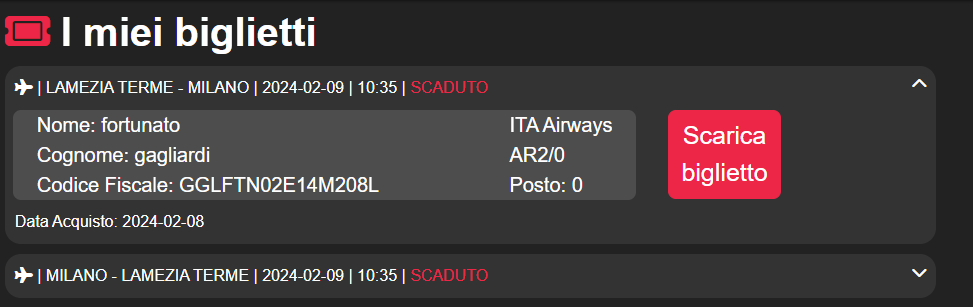 I miei biglietti
| LAMEZIA TERME - MILANO | 2024-02-09 | 10:35 | SCADUTO
Nome: fortunato
Cognome: gagliardi
Codice Fiscale: GGLFTN02E14M208L
ITA Airways
AR2/0
Posto: 0
Scarica
biglietto
Data Acquisto: 2024-02-08
| MILANO - LAMEZIA TERME | 2024-02-09 | 10:35 | SCADUTO